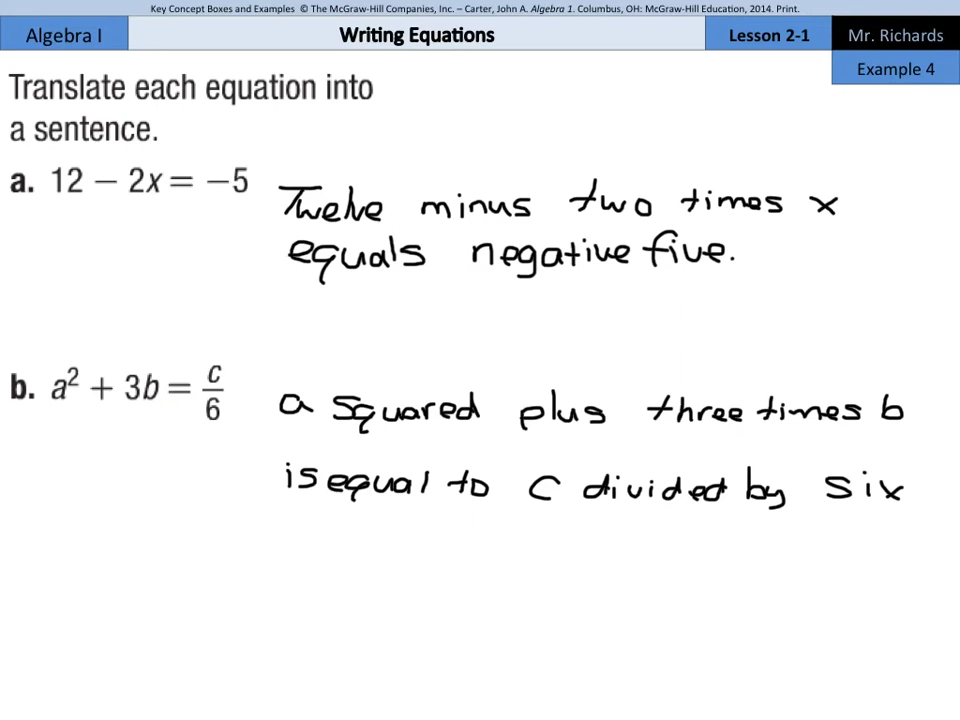 Key Concept Boxes and Examples © The McGraw-Hill Companies, Inc. – Carter, John A. Algebra 1. Columbus, OH: McGraw-Hill Education, 2014. Print.
Algebra I
Writing Equations
Lesson 2-1
Mr. Richards
Example 4
Translate each equation into
a sentence.
a. 12 − 2x = −5
Twelve minus two times x
equals negative five.
b. a² + 3b = c/6
a squared plus three times b
is equal to c divided by six